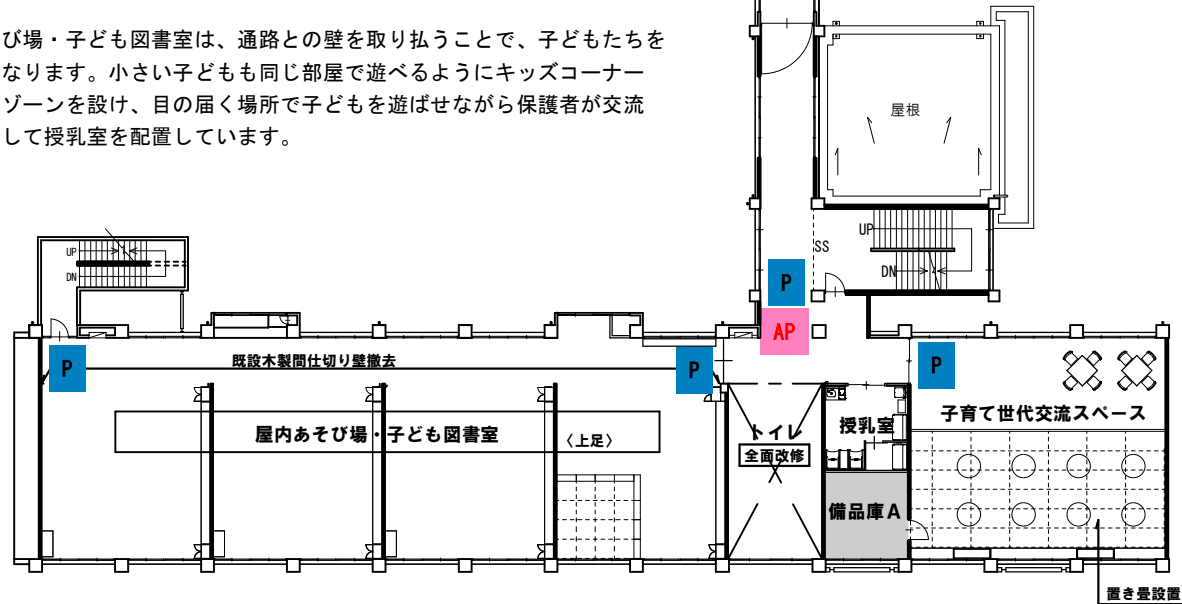 び場・子ども図書室は、通路との壁を取り払うことで、子どもたちを
なります。小さい子どもも同じ部屋で遊べるようにキッズコーナー
ゾーンを設け、目の届く場所で子どもを遊ばせながら保護者が交流
して授乳室を配置しています。
屋根
UP
DN
UP
SS
DN
P
AP
P
既設木製間仕切り壁撤去
P
P
屋内あそび場・子ども図書室
〈上足〉
トイレ
全面改修
授乳室
子育て世代交流スペース
備品庫A
置き畳設置